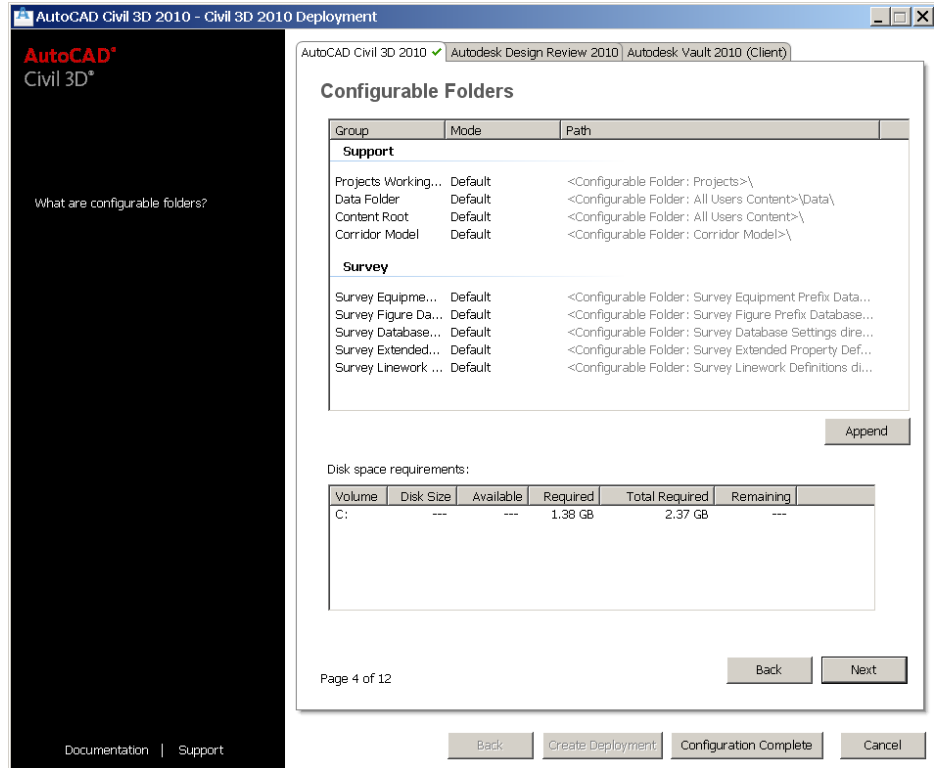 AutoCAD Civil 3D 2010 - Civil 3D 2010 Deployment
AutoCAD®
Civil 3D®
What are configurable folders?
AutoCAD Civil 3D 2010 ✓ Autodesk Design Review 2010 Autodesk Vault 2010 (Client)
Configurable Folders
Group Mode Path
Support
Projects Working... Default <Configurable Folder: Projects>\
Data Folder Default <Configurable Folder: All Users Content>\Data\
Content Root Default <Configurable Folder: All Users Content>\
Corridor Model Default <Configurable Folder: Corridor Model>\
Survey
Survey Equipme... Default <Configurable Folder: Survey Equipment Prefix Data...
Survey Figure Da... Default <Configurable Folder: Survey Figure Prefix Database...
Survey Database... Default <Configurable Folder: Survey Database Settings dire...
Survey Extended... Default <Configurable Folder: Survey Extended Property Def...
Survey Linework ... Default <Configurable Folder: Survey Linework Definitions di...
Append
Disk space requirements:
Volume Disk Size Available Required Total Required Remaining
C: --- --- 1.38 GB 2.37 GB ---
Page 4 of 12
Back Next
Documentation | Support
Back Create Deployment Configuration Complete Cancel